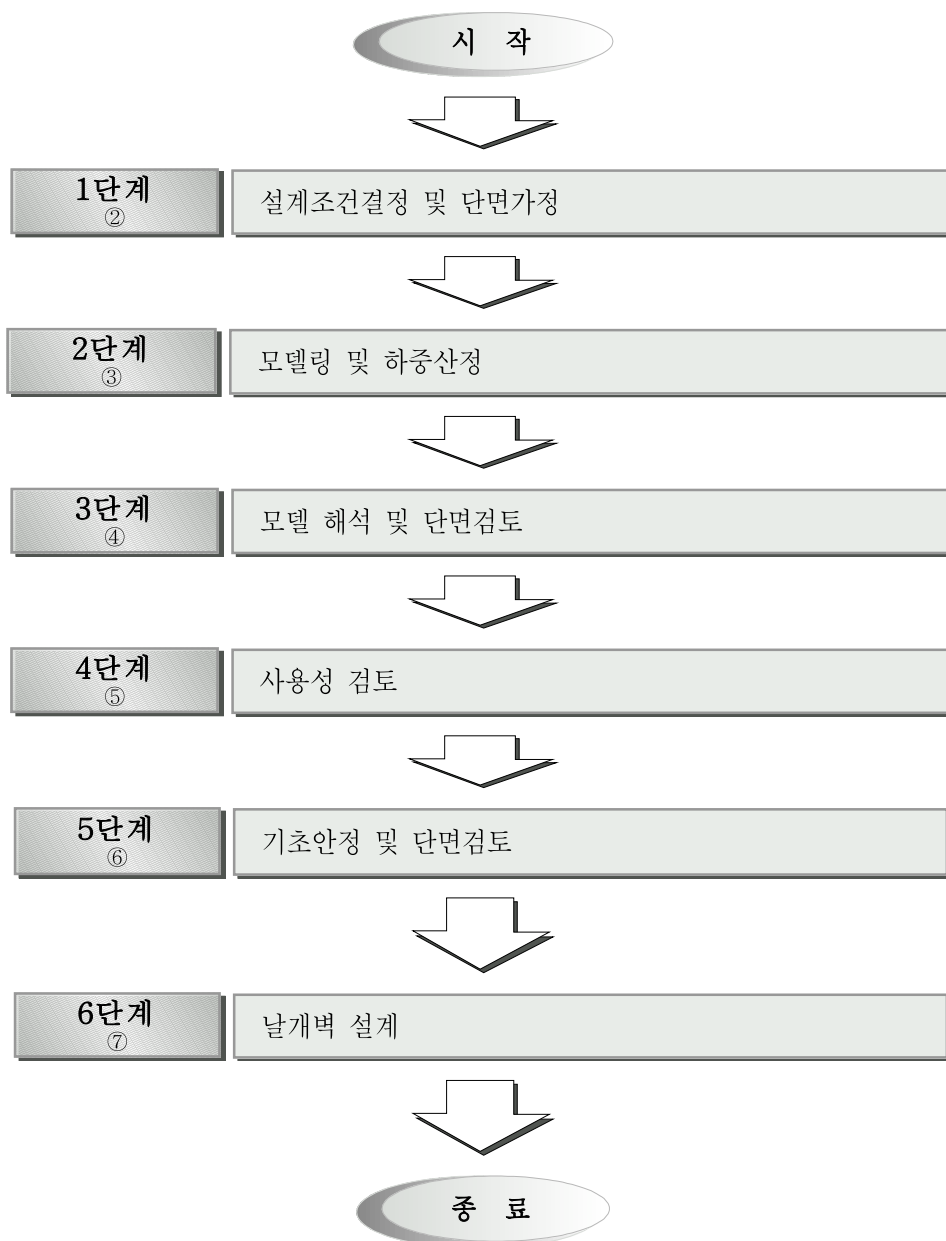 시 작
1단계
②
설계조건결정 및 단면가정
2단계
③
모델링 및 하중산정
3단계
④
모델 해석 및 단면검토
4단계
⑤
사용성 검토
5단계
⑥
기초안정 및 단면검토
6단계
⑦
날개벽 설계
종 료